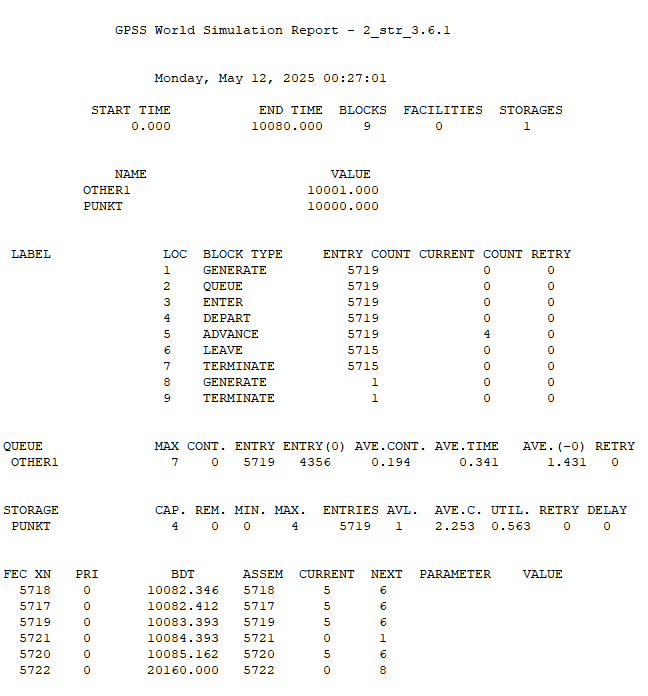 GPSS World Simulation Report - 2_str_3.6.1
Monday, May 12, 2025 00:27:01
START TIME END TIME BLOCKS FACILITIES STORAGES
0.000 10080.000 9 0 1
NAME VALUE
OTHER1 10001.000
PUNKT 10000.000
LABEL LOC BLOCK TYPE ENTRY COUNT CURRENT COUNT RETRY
1 GENERATE 5719 0 0
2 QUEUE 5719 0 0
3 ENTER 5719 0 0
4 DEPART 5719 0 0
5 ADVANCE 5719 4 0
6 LEAVE 5715 0 0
7 TERMINATE 5715 0 0
8 GENERATE 1 0 0
9 TERMINATE 1 0 0
QUEUE MAX CONT. ENTRY ENTRY(0) AVE.CONT. AVE.TIME AVE.(-0) RETRY
OTHER1 7 0 5719 4356 0.194 0.341 1.431 0
STORAGE CAP. REM. MIN. MAX. ENTRIES AVL. AVE.C. UTIL. RETRY DELAY
PUNKT 4 0 0 4 5719 1 2.253 0.563 0 0
FEC XN PRI BDT ASSEM CURRENT NEXT PARAMETER VALUE
5718 0 10082.346 5718 5 6
5717 0 10082.412 5717 5 6
5719 0 10083.393 5719 5 6
5721 0 10084.393 5721 0 1
5720 0 10085.162 5720 5 6
5722 0 20160.000 5722 0 8